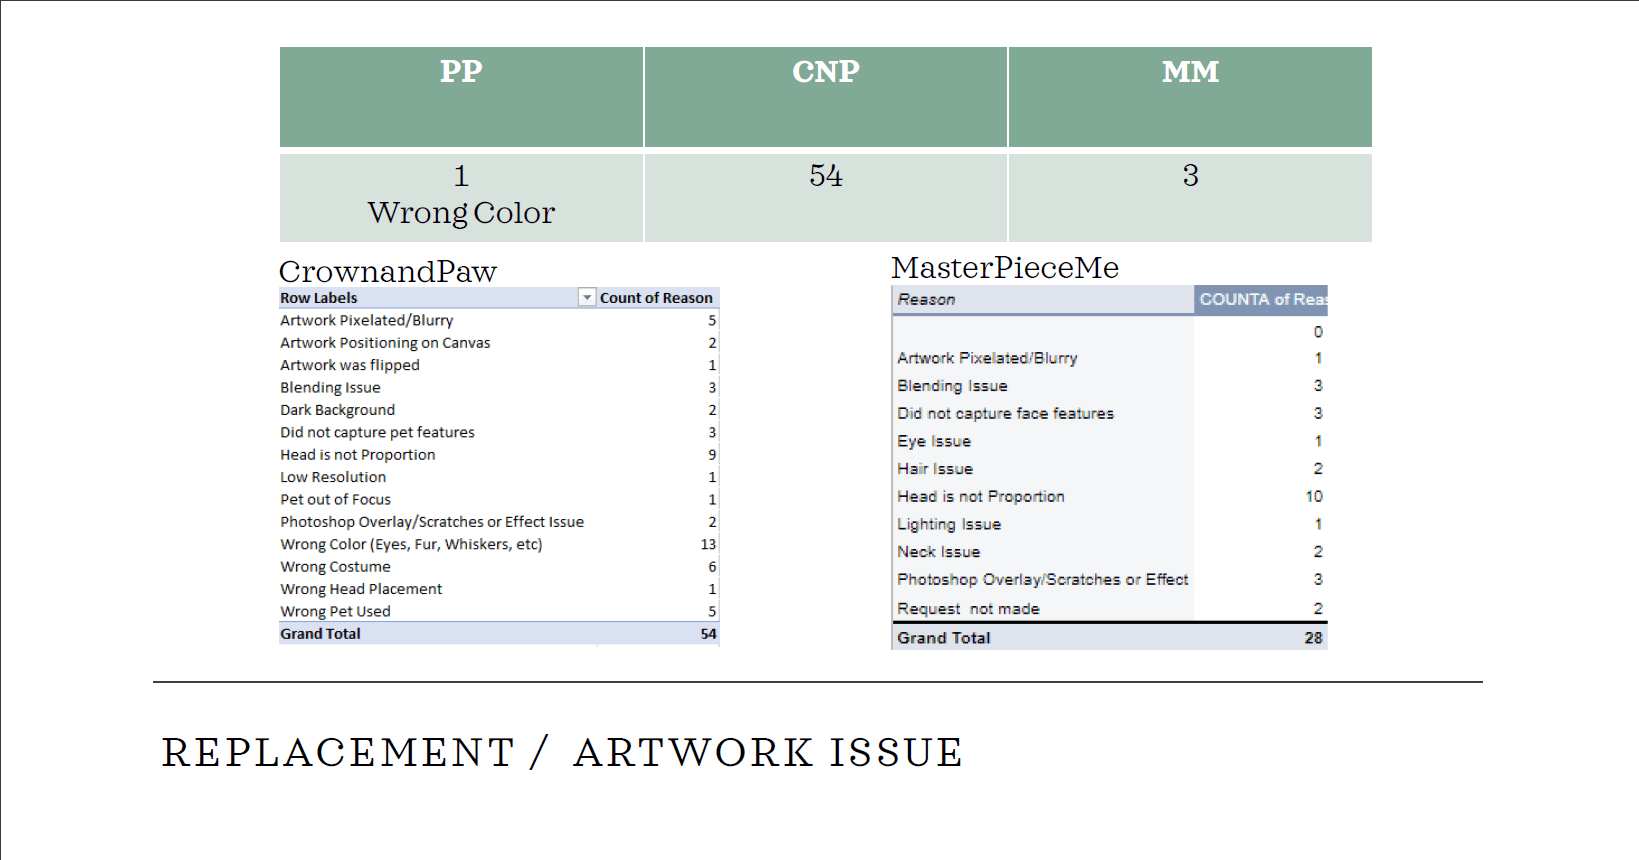 PP CNP MM
1 54 3
Wrong Color
CrownandPaw
Row Labels Count of Reason
Artwork Pixelated/Blurry 5
Artwork Positioning on Canvas 2
Artwork was flipped 1
Blending Issue 3
Dark Background 2
Did not capture pet features 3
Head is not Proportion 9
Low Resolution 1
Pet out of Focus 1
Photoshop Overlay/Scratches or Effect Issue 2
Wrong Color (Eyes, Fur, Whiskers, etc) 13
Wrong Costume 6
Wrong Head Placement 1
Wrong Pet Used 5
Grand Total 54
MasterPieceMe
Reason COUNTA of Reas
0
Artwork Pixelated/Blurry 1
Blending Issue 3
Did not capture face features 3
Eye Issue 1
Hair Issue 2
Head is not Proportion 10
Lighting Issue 1
Neck Issue 2
Photoshop Overlay/Scratches or Effect 3
Request not made 2
Grand Total 28
REPLACEMENT / ARTWORK ISSUE